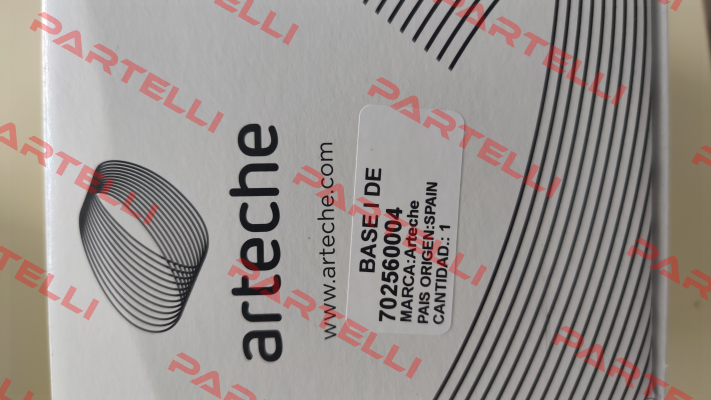 arteche
www.arteche.com
BASE I DE
702560004
MARCA:Arteche
PAIS ORIGEN:SPAIN
CANTIDAD.: 1
PARTELLI
PARTELLI
PARTELLI
PARTELLI
PARTELLI
PARTELLI
PARTELLI
PARTELLI
PARTELLI